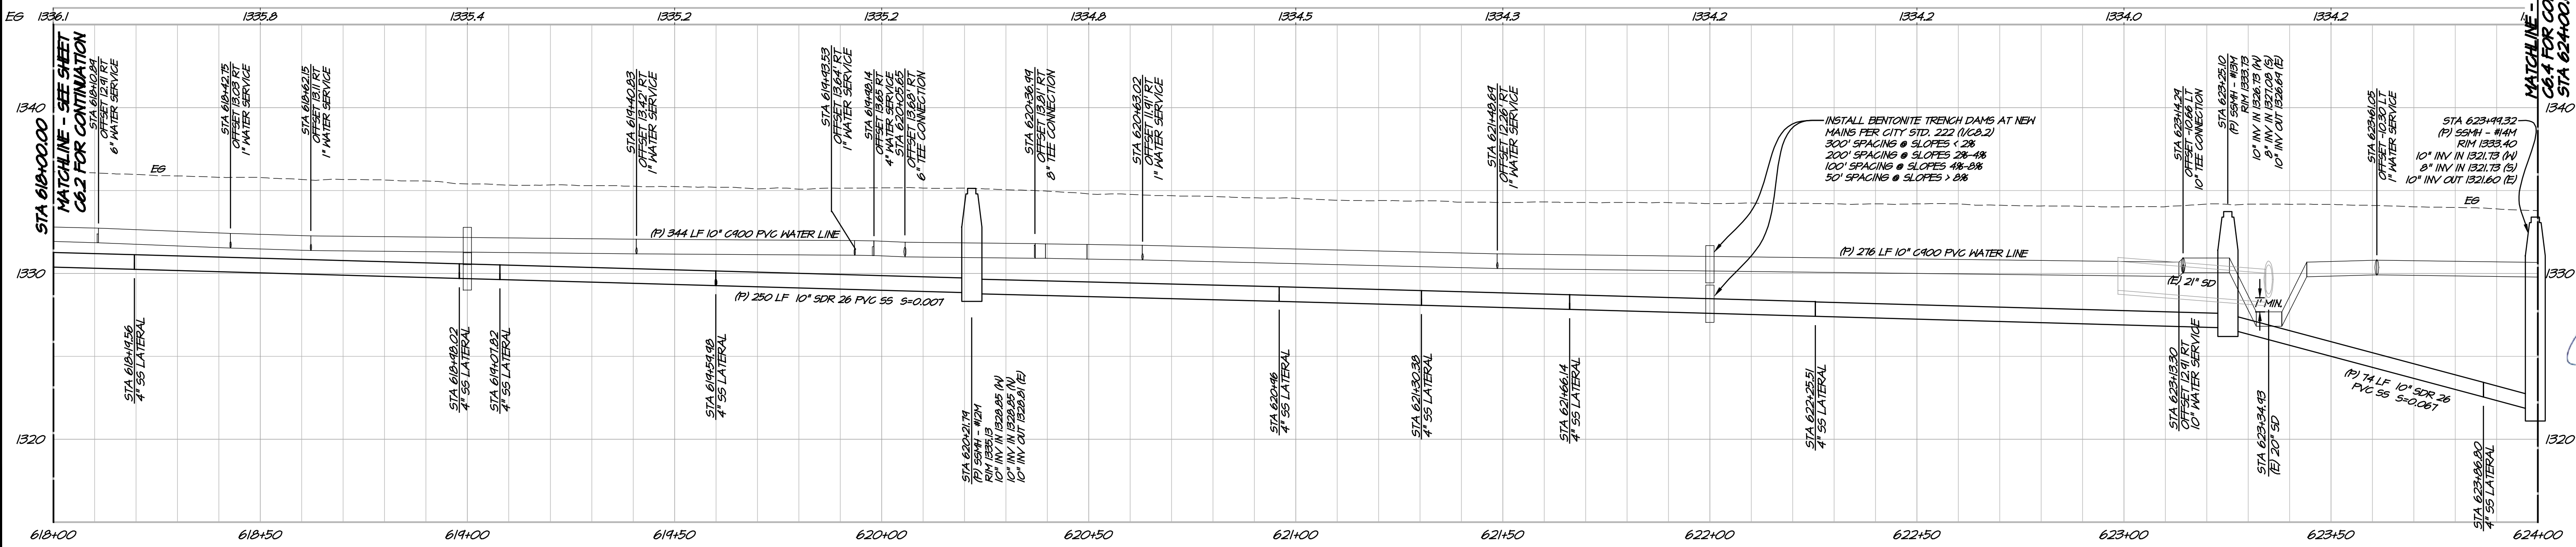 EG 1336.1 1335.8 1335.4 1335.2 1335.2 1334.8 1334.5 1334.3 1334.2 1334.2 1334.0 1334.2
STA 618+00.00
MATCHLINE - SEE SHEET
C6.2 FOR CONTINUATION
STA 618+10.89
OFFSET 12.91 RT
6" WATER SERVICE
STA 618+42.75
OFFSET 13.03 RT
1" WATER SERVICE
STA 618+62.15
OFFSET 13.11 RT
1" WATER SERVICE
STA 619+40.83
OFFSET 13.42' RT
1" WATER SERVICE
STA 619+93.53
OFFSET 13.64' RT
1" WATER SERVICE
STA 619+98.14
OFFSET 13.65 RT
4" WATER SERVICE
STA 620+05.65
OFFSET 13.68' RT
6" TEE CONNECTION
STA 620+36.99
OFFSET 13.81' RT
8" TEE CONNECTION
STA 620+63.02
OFFSET 11.91' RT
1" WATER SERVICE
STA 621+48.69
OFFSET 12.26' RT
1" WATER SERVICE
INSTALL BENTONITE TRENCH DAMS AT NEW
MAINS PER CITY STD. 222 (1/C8.2)
300' SPACING @ SLOPES < 2%
200' SPACING @ SLOPES 2%-4%
100' SPACING @ SLOPES 4%-8%
50' SPACING @ SLOPES > 8%
STA 623+14.29
OFFSET -10.66 LT
10" TEE CONNECTION
STA 623+25.10
(P) SSMH - #13M
RIM 1333.73
10" INV IN 1326.73 (W)
8" INV IN 1327.08 (S)
10" INV OUT 1326.69 (E)
STA 623+61.05
OFFSET -10.30 LT
1" WATER SERVICE
STA 623+99.32
(P) SSMH - #14M
RIM 1333.40
10" INV IN 1321.73 (W)
8" INV IN 1321.73 (S)
10" INV OUT 1321.60 (E)
MATCHLINE -
C6.4 FOR CO
STA 624+00.
1340
1340
EG
EG
(P) 344 LF 10" C900 PVC WATER LINE
(P) 276 LF 10" C900 PVC WATER LINE
1330
1330
(E) 21" SD
1' MIN.
(P) 250 LF 10" SDR 26 PVC SS S=0.007
(P) 74 LF 10" SDR 26
PVC SS S=0.067
STA 618+19.56
4" SS LATERAL
STA 618+98.02
4" SS LATERAL
STA 619+07.82
4" SS LATERAL
STA 619+59.98
4" SS LATERAL
STA 620+21.79
(P) SSMH - #12M
RIM 1335.13
10" INV IN 1328.85 (W)
10" INV IN 1328.85 (N)
10" INV OUT 1328.81 (E)
STA 620+96
4" SS LATERAL
STA 621+30.38
4" SS LATERAL
STA 621+66.14
4" SS LATERAL
STA 622+25.51
4" SS LATERAL
STA 623+13.30
OFFSET 12.91 RT
10" WATER SERVICE
STA 623+34.93
(E) 20" SD
STA 623+86.80
4" SS LATERAL
1320
1320
618+00 618+50 619+00 619+50 620+00 620+50 621+00 621+50 622+00 622+50 623+00 623+50 624+00